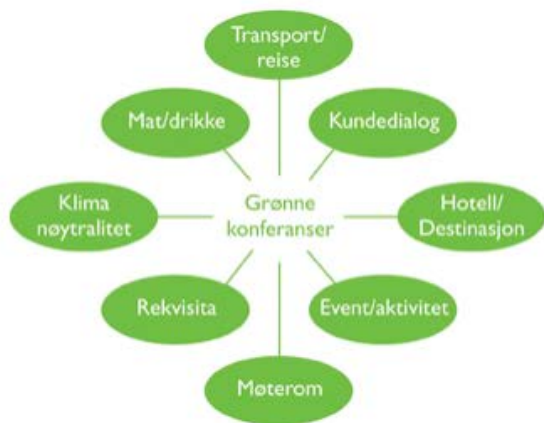 Transport/
reise
Mat/drikke
Kundedialog
Klima
nøytralitet
Grønne
konferanser
Hotell/
Destinasjon
Rekvisita
Event/aktivitet
Møterom